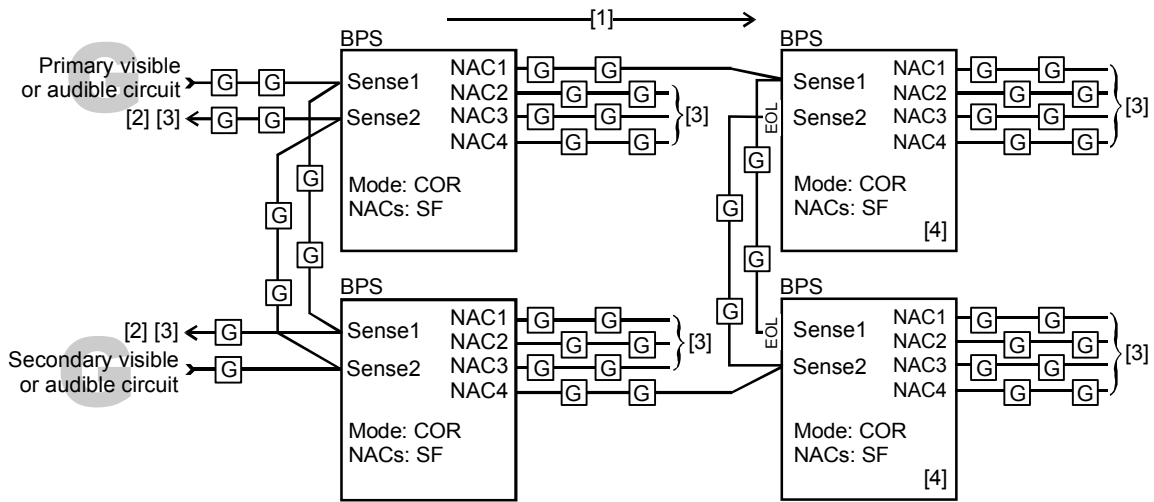 [1]
BPS
BPS
Primary visible
or audible circuit
G G
Sense1
NAC1
G G
NAC2
G G
[2] [3]
G G
Sense2
NAC3
G G
[3]
NAC4
G G
EOL
Sense1
Sense2
NAC1
G G
NAC2
G G
NAC3
G G
[3]
NAC4
G G
G
G
G
G
Mode: COR
NACs: SF
G
G
G
G
Mode: COR
NACs: SF
[4]
BPS
BPS
[2] [3]
G
Sense1
NAC1
G G
NAC2
G G
Secondary visible
or audible circuit
G
Sense2
NAC3
G G
[3]
NAC4
G G
EOL
Sense1
Sense2
NAC1
G G
NAC2
G G
NAC3
G G
[3]
NAC4
G G
Mode: COR
NACs: SF
Mode: COR
NACs: SF
[4]
G
G